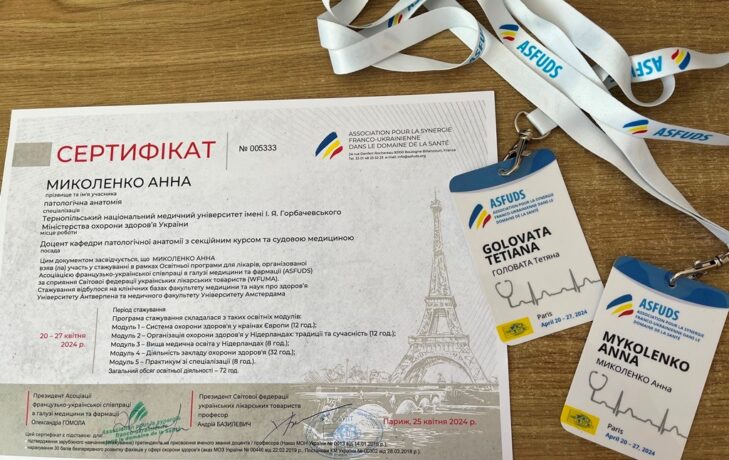 СЕРТИФІКАТ
№ 005333
ASSOCIATION POUR LA SYNERGIE
FRANCO-UKRAINIENNE
DANS LE DOMAINE DE LA SANTÉ
МИКОЛЕНКО АННА
прізвище та ім'я учасника
патологічна анатомія
спеціалізація
Тернопільський національний медичний університет імені І. Я. Горбачевського
Міністерства охорони здоров'я України
місце роботи
Доцент кафедри патологічної анатомії з секційним курсом та судовою медициною
посада
Цим документом засвідчується, що МИКОЛЕНКО АННА
взяв (ла) участь у стажуванні в рамках Освітньої програми для лікарів, організованої
Асоціацією французько-української співпраці в галузі медицини та фармації (ASFUDS)
за сприяння Світової федерації українських лікарських товариств (WFUMA).
Стажування відбулося на клінічних базах факультету медицини та наук про здоров'я
Університету Антверпена та медичного факультету Університету Амстердама
Період стажування
Програма стажування складалася з таких освітніх модулів:
20 – 27 квітня
2024 р.
Модуль 1 – Система охорони здоров'я у країнах Європи (12 год.);
Модуль 2 – Організація охорони здоров'я у Нідерландах: традиції та сучасність (12 год.);
Модуль 3 – Вища медична освіта у Нідерландах (8 год.);
Модуль 4 – Діяльність закладу охорони здоров'я (32 год.);
Модуль 5 – Практикум зі спеціалізації (8 год.).
Загальний обсяг освітньої діяльності – 72 год.
Президент Асоціації
французько-української співпраці
в галузі медицини та фармації
Олександра ГОМОЛА
Президент Світової федерації
українських лікарських товариств
професор
Андрій БАЗИЛЕВИЧ
Париж, 25 квітня 2024 р.
Цей сертифікат є підставою для:
ASFUDS
ASFUDS
ASFUDS
ASFUDS
ASSOCIATION POUR LA SYNERGIE
FRANCO-UKRAINIENNE DANS LE
DOMAINE DE LA SANTÉ
GOLOVATA
TETIANA
ГОЛОВАТА Тетяна
Paris
April 20 - 27, 2024
ASFUDS
ASSOCIATION POUR LA SYNERGIE
FRANCO-UKRAINIENNE DANS LE
DOMAINE DE LA SANTÉ
MYKOLENKO
ANNA
МИКОЛЕНКО Анна
Paris
April 20 - 27, 2024